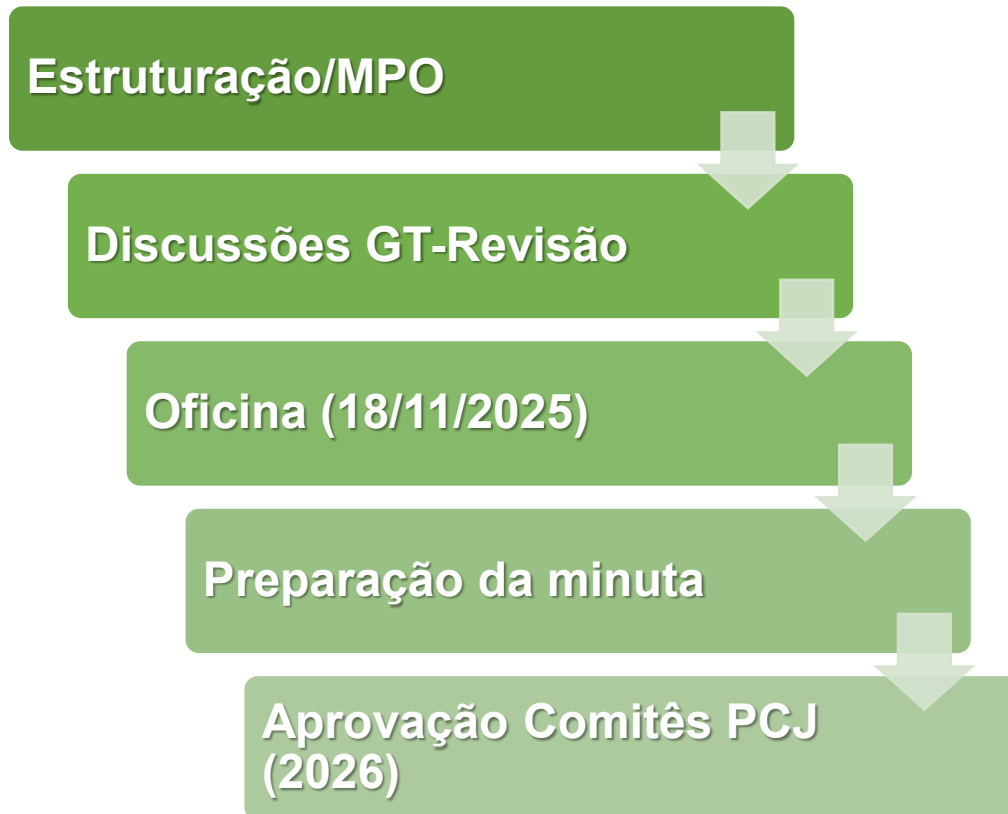 Estruturação/MPO
Discussões GT-Revisão
Oficina (18/11/2025)
Preparação da minuta
Aprovação Comitês PCJ
(2026)